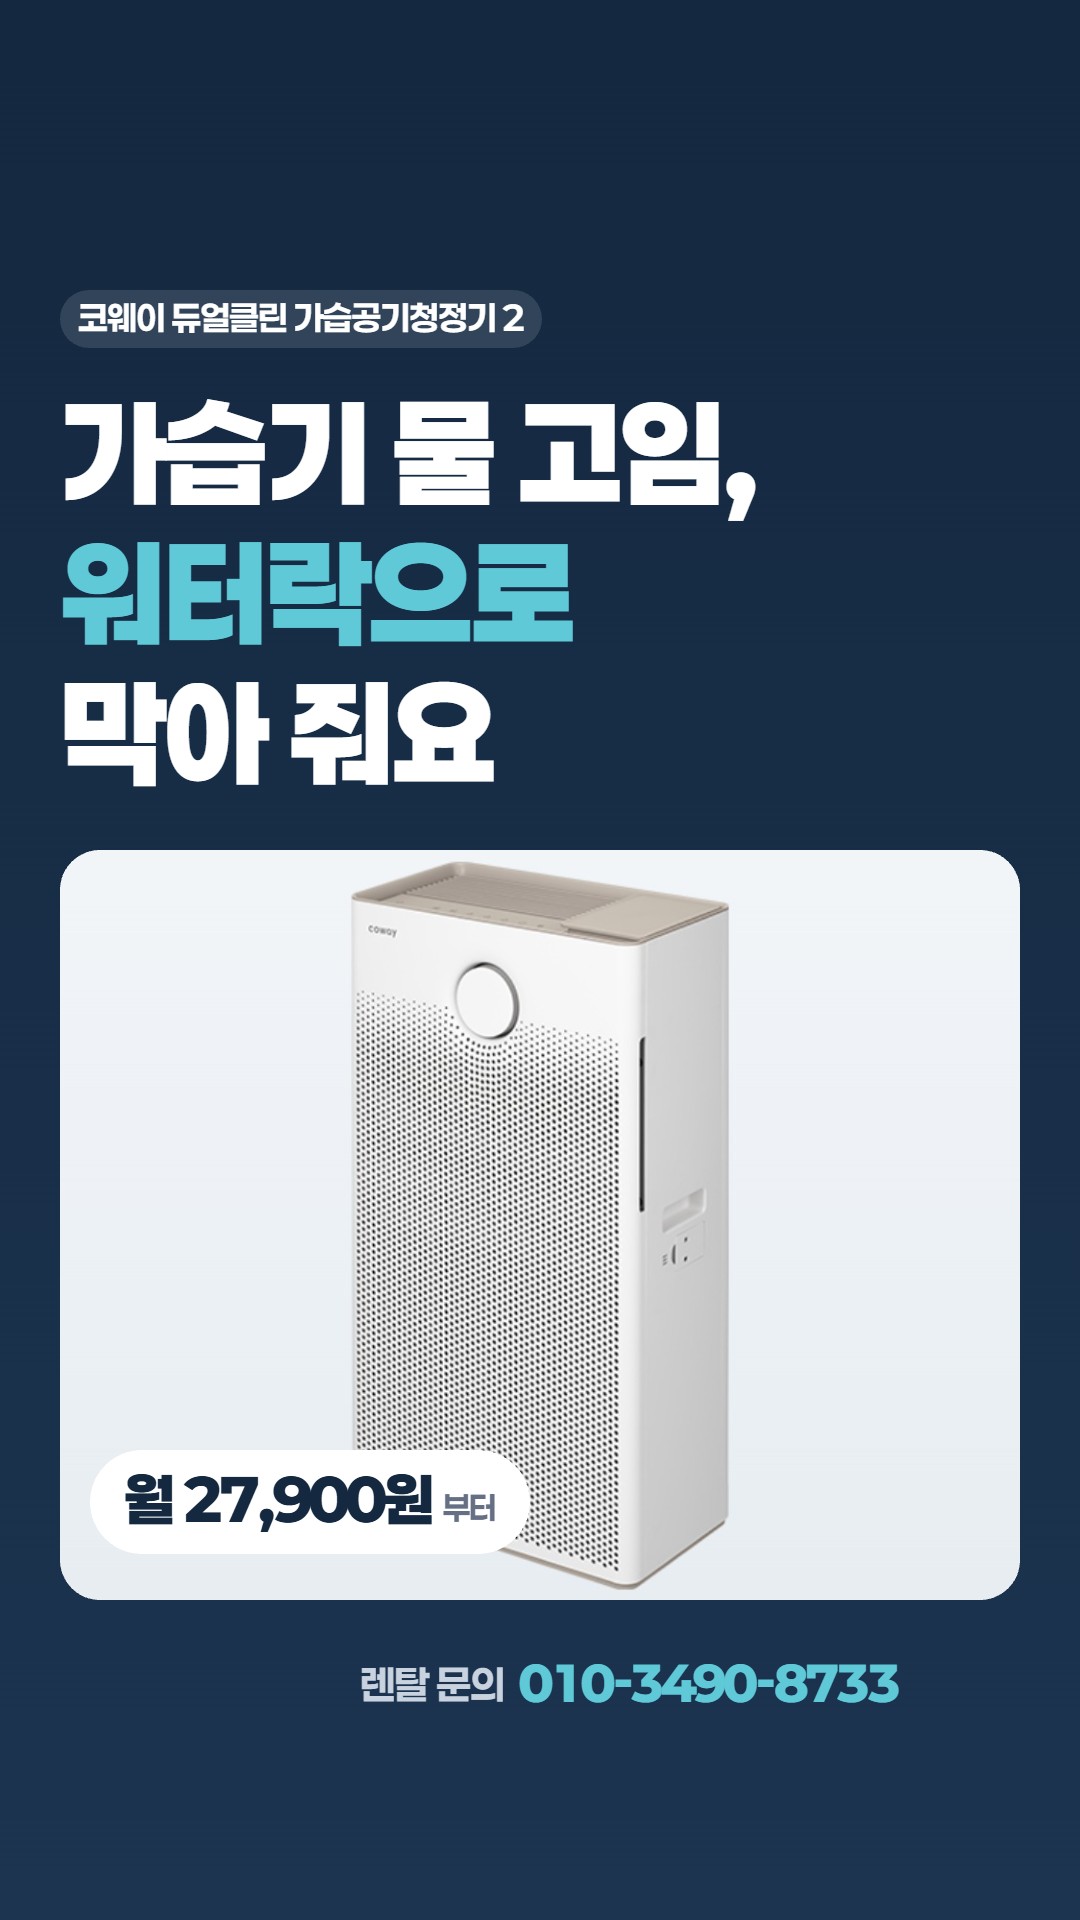 코웨이 듀얼클린 가습공기청정기 2
가습기 물 고임,
워터락으로
막아 줘요
coway
월 27,900원 부터
렌탈 문의 010-3490-8733